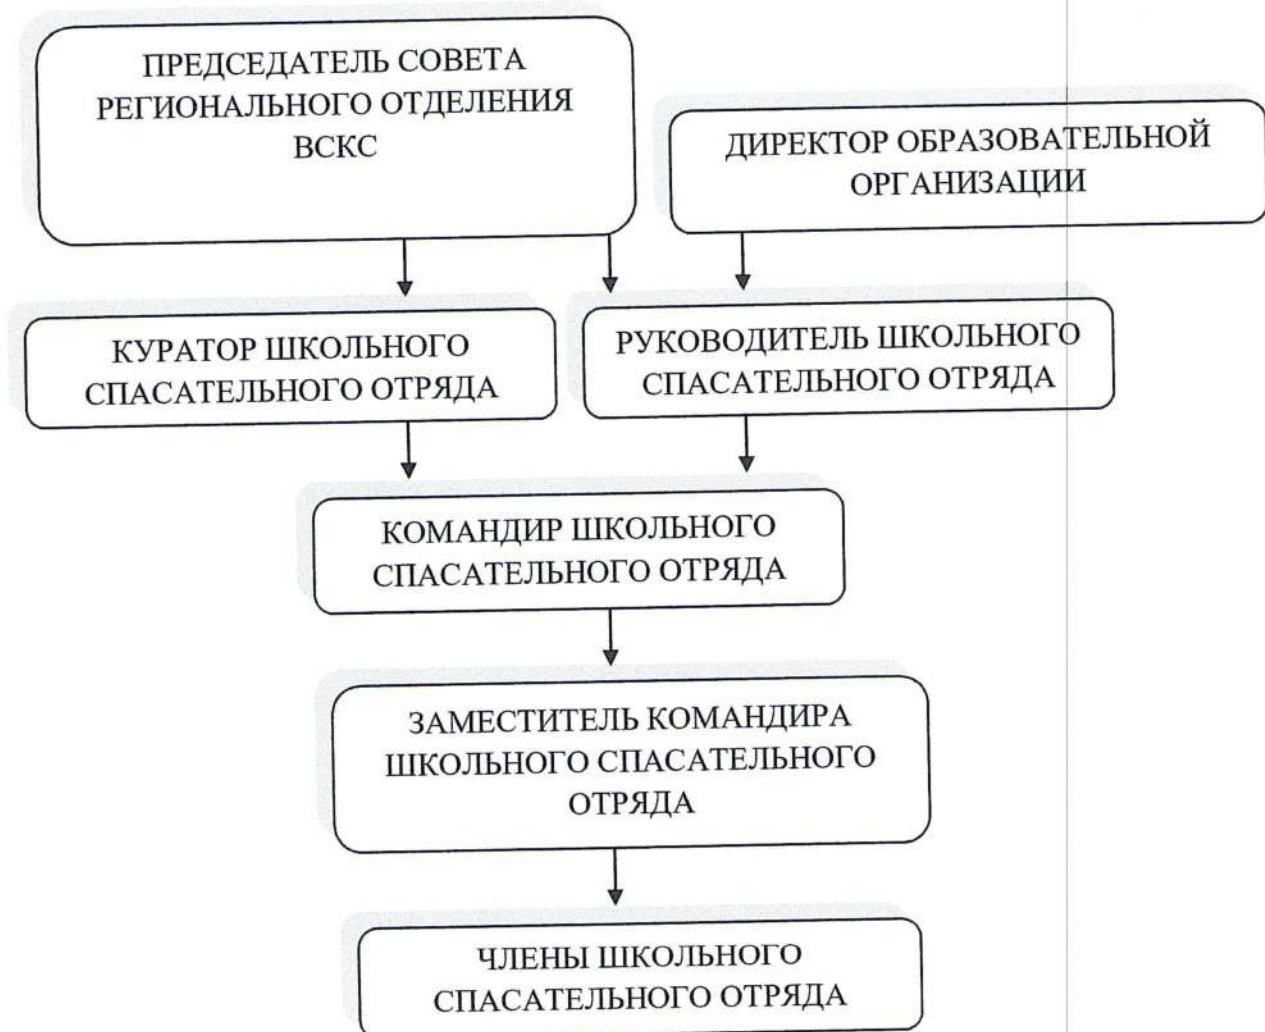 ПРЕДСЕДАТЕЛЬ СОВЕТА
РЕГИОНАЛЬНОГО ОТДЕЛЕНИЯ
ВСКС
ДИРЕКТОР ОБРАЗОВАТЕЛЬНОЙ
ОРГАНИЗАЦИИ
КУРАТОР ШКОЛЬНОГО
СПАСАТЕЛЬНОГО ОТРЯДА
РУКОВОДИТЕЛЬ ШКОЛЬНОГО
СПАСАТЕЛЬНОГО ОТРЯДА
КОМАНДИР ШКОЛЬНОГО
СПАСАТЕЛЬНОГО ОТРЯДА
ЗАМЕСТИТЕЛЬ КОМАНДИРА
ШКОЛЬНОГО СПАСАТЕЛЬНОГО
ОТРЯДА
ЧЛЕНЫ ШКОЛЬНОГО
СПАСАТЕЛЬНОГО ОТРЯДА